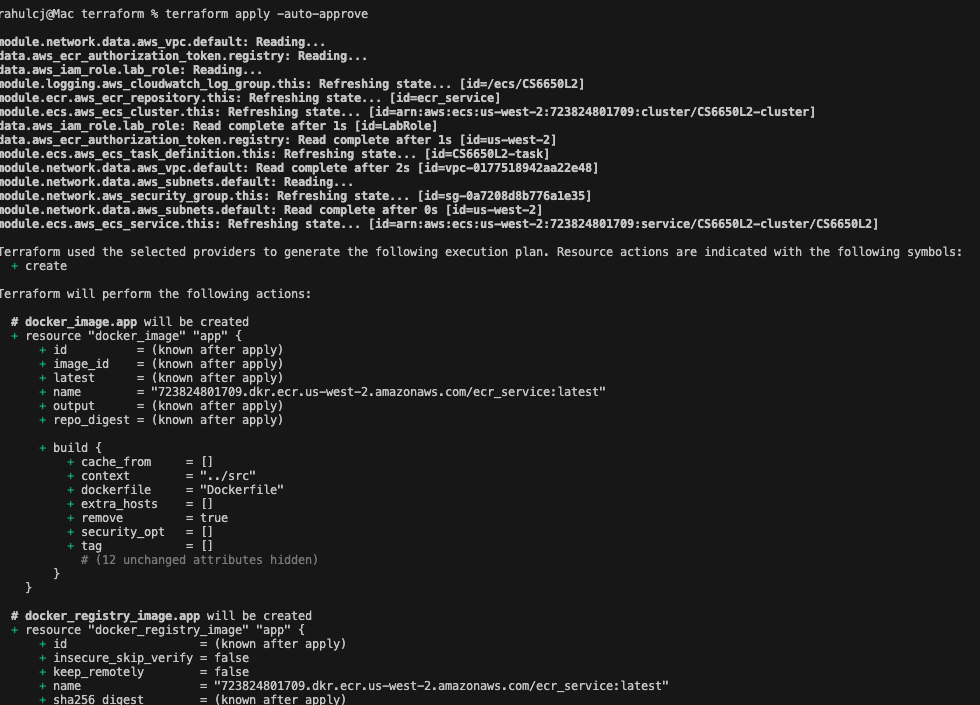 rahulcj@Mac terraform % terraform apply -auto-approve
module.network.data.aws_vpc.default: Reading...
data.aws_ecr_authorization_token.registry: Reading...
data.aws_iam_role.lab_role: Reading...
module.logging.aws_cloudwatch_log_group.this: Refreshing state... [id=/ecs/CS6650L2]
module.ecr.aws_ecr_repository.this: Refreshing state... [id=ecr_service]
module.ecs.aws_ecs_cluster.this: Refreshing state... [id=arn:aws:ecs:us-west-2:723824801709:cluster/CS6650L2-cluster]
data.aws_iam_role.lab_role: Read complete after 1s [id=LabRole]
data.aws_ecr_authorization_token.registry: Read complete after 1s [id=us-west-2]
module.ecs.aws_ecs_task_definition.this: Refreshing state... [id=CS6650L2-task]
module.network.data.aws_vpc.default: Read complete after 2s [id=vpc-0177518942aa22e48]
module.network.data.aws_subnets.default: Reading...
module.network.aws_security_group.this: Refreshing state... [id=sg-0a7208d8b776a1e35]
module.network.data.aws_subnets.default: Read complete after 0s [id=us-west-2]
module.ecs.aws_ecs_service.this: Refreshing state... [id=arn:aws:ecs:us-west-2:723824801709:service/CS6650L2-cluster/CS6650L2]
Terraform used the selected providers to generate the following execution plan. Resource actions are indicated with the following symbols:
+ create
Terraform will perform the following actions:
# docker_image.app will be created
+ resource "docker_image" "app" {
+ id = (known after apply)
+ image_id = (known after apply)
+ latest = (known after apply)
+ name = "723824801709.dkr.ecr.us-west-2.amazonaws.com/ecr_service:latest"
+ output = (known after apply)
+ repo_digest = (known after apply)
+ build {
+ cache_from = []
+ context = "../src"
+ dockerfile = "Dockerfile"
+ extra_hosts = []
+ remove = true
+ security_opt = []
+ tag = []
# (12 unchanged attributes hidden)
}
}
# docker_registry_image.app will be created
+ resource "docker_registry_image" "app" {
+ id = (known after apply)
+ insecure_skip_verify = false
+ keep_remotely = false
+ name = "723824801709.dkr.ecr.us-west-2.amazonaws.com/ecr_service:latest"
+ sha256_digest = (known after apply)